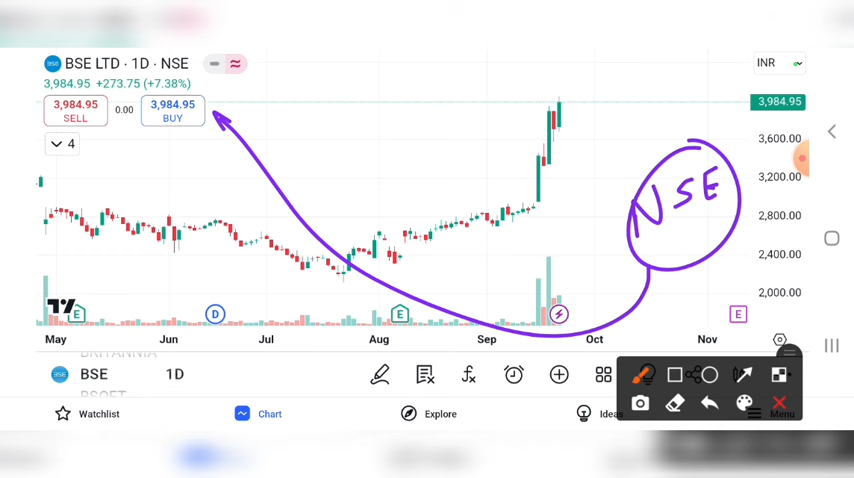 BSE LTD · 1D · NSE
INR
3,984.95 +273.75 (+7.38%)
3,984.95 SELL
0.00
3,984.95 BUY
3,984.95
4
3,600.00
NSE
3,200.00
2,800.00
2,400.00
2,000.00
E D E E
May Jun Jul Aug Sep Oct Nov
BRITANNIA
BSE 1D
BSOFT
Watchlist Chart Explore Ideas Menu